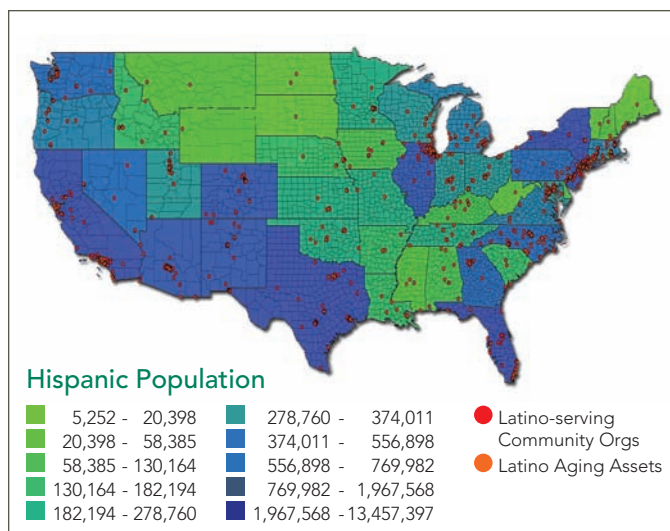 Hispanic Population
5,252 - 20,398
20,398 - 58,385
58,385 - 130,164
130,164 - 182,194
182,194 - 278,760
278,760 - 374,011
374,011 - 556,898
556,898 - 769,982
769,982 - 1,967,568
1,967,568 - 13,457,397
Latino-serving
Community Orgs
Latino Aging Assets